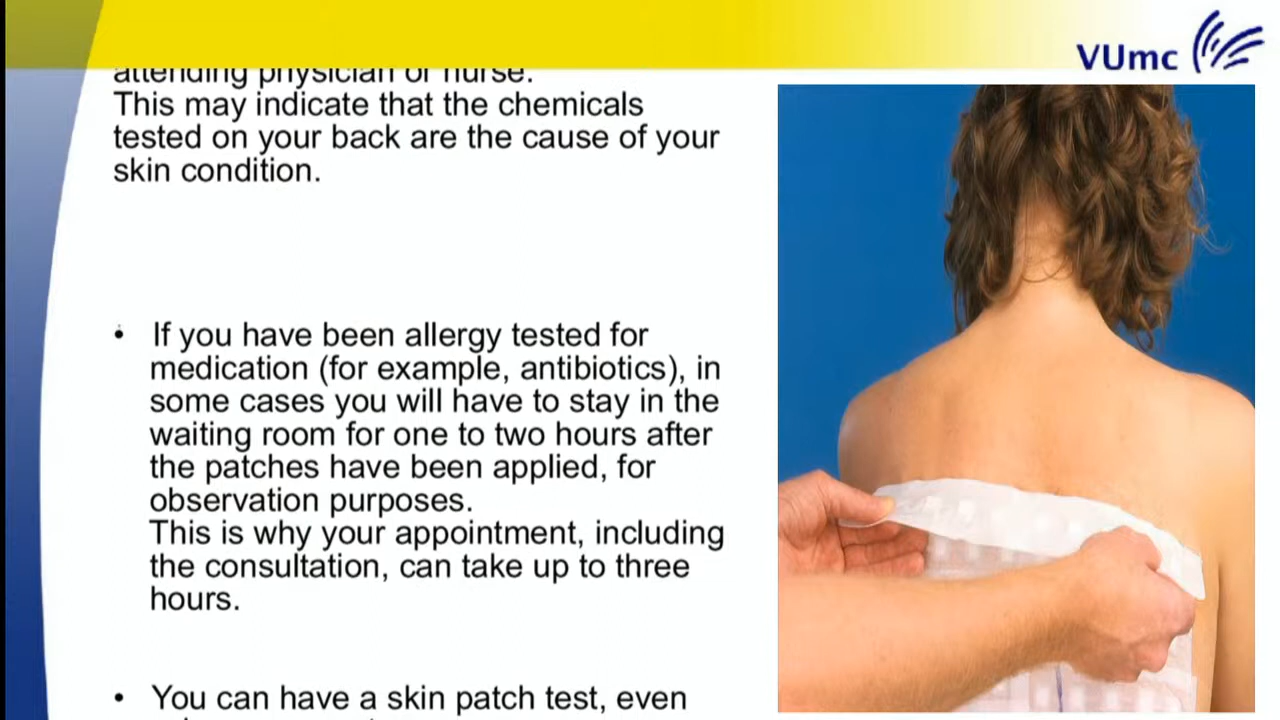 VUmc
attending physician or nurse.
This may indicate that the chemicals
tested on your back are the cause of your
skin condition.
• If you have been allergy tested for
medication (for example, antibiotics), in
some cases you will have to stay in the
waiting room for one to two hours after
the patches have been applied, for
observation purposes.
This is why your appointment, including
the consultation, can take up to three
hours.
• You can have a skin patch test, even